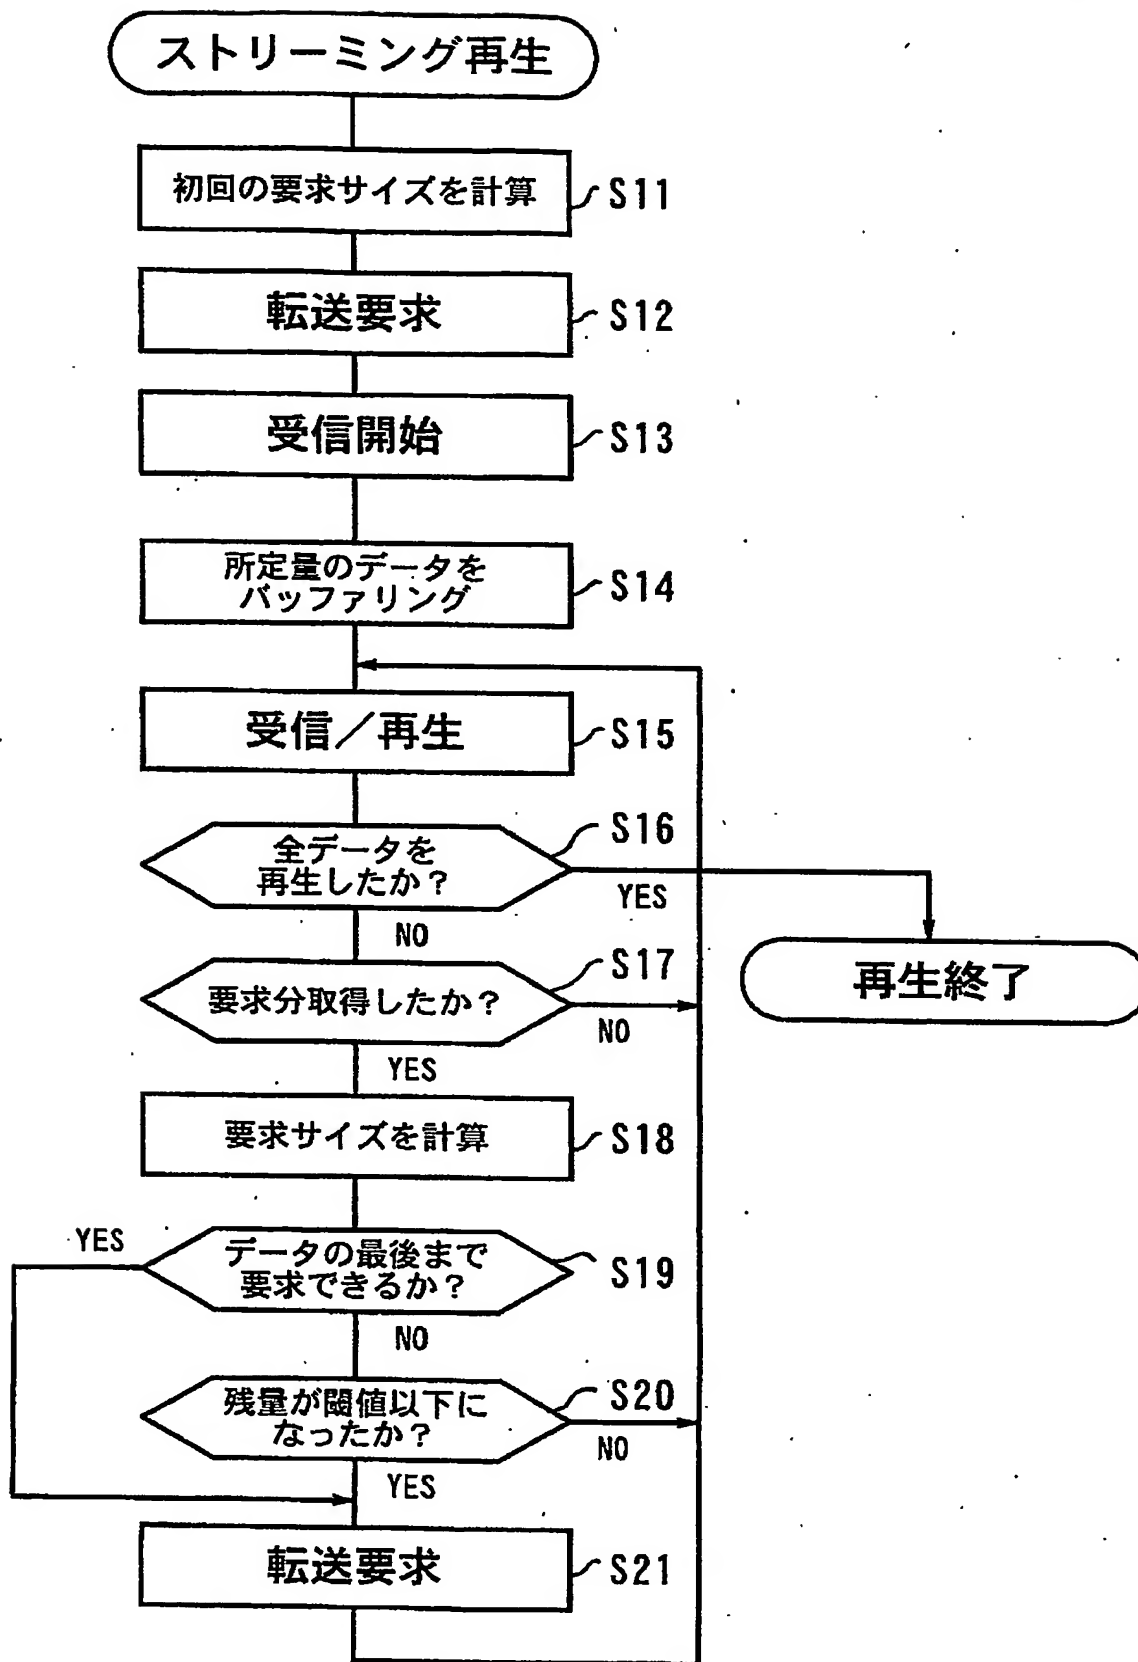 ストリーミング再生
初回の要求サイズを計算
S11
転送要求
S12
受信開始
S13
所定量のデータを
バッファリング
S14
受信／再生
S15
全データを
再生したか？
S16
YES
NO
再生終了
要求分取得したか？
S17
NO
YES
要求サイズを計算
S18
YES
データの最後まで
要求できるか？
S19
NO
残量が閾値以下に
なったか？
S20
NO
YES
転送要求
S21